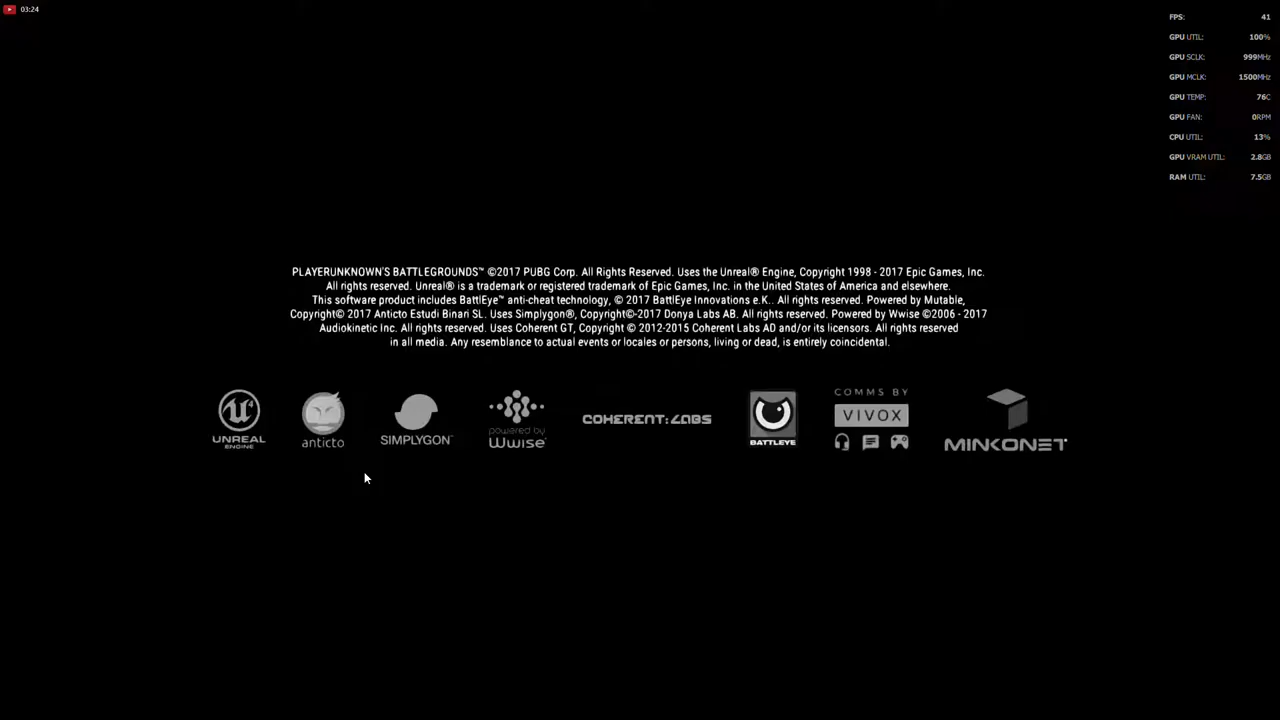 03:24
FPS: 41
GPU UTIL: 100%
GPU SCLK: 999MHz
GPU MCLK: 1500MHz
GPU TEMP: 76C
GPU FAN: 0RPM
CPU UTIL: 13%
GPU VRAM UTIL: 2.8GB
RAM UTIL: 7.5GB
PLAYERUNKNOWN'S BATTLEGROUNDS™ ©2017 PUBG Corp. All Rights Reserved. Uses the Unreal® Engine, Copyright 1998 - 2017 Epic Games, Inc.
All rights reserved. Unreal® is a trademark or registered trademark of Epic Games, Inc. in the United States of America and elsewhere.
This software product includes BattlEye™ anti-cheat technology, © 2017 BattlEye Innovations e.K.. All rights reserved. Powered by Mutable,
Copyright© 2017 Anticto Estudi Binari SL. Uses Simplygon®, Copyright©-2017 Donya Labs AB. All rights reserved. Powered by Wwise ©2006 - 2017
Audiokinetic Inc. All rights reserved. Uses Coherent GT, Copyright © 2012-2015 Coherent Labs AD and/or its licensors. All rights reserved
in all media. Any resemblance to actual events or locales or persons, living or dead, is entirely coincidental.
UNREAL
ENGINE
anticto
SIMPLYGON™
powered by
Wwise
COHERENT:LABS
BATTLEYE
COMMS BY
VIVOX
MINKONET